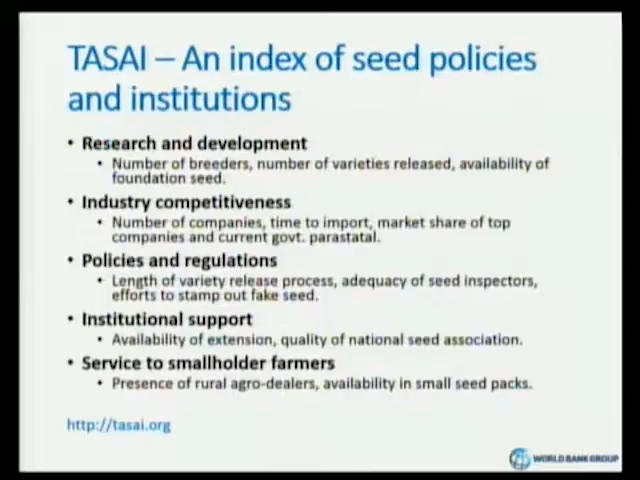 TASAI – An index of seed policies
and institutions
• Research and development
• Number of breeders, number of varieties released, availability of
foundation seed.
• Industry competitiveness
• Number of companies, time to import, market share of top
companies and current govt. parastatal.
• Policies and regulations
• Length of variety release process, adequacy of seed inspectors,
efforts to stamp out fake seed.
• Institutional support
• Availability of extension, quality of national seed association.
• Service to smallholder farmers
• Presence of rural agro-dealers, availability in small seed packs.
http://tasai.org
WORLD BANK GROUP